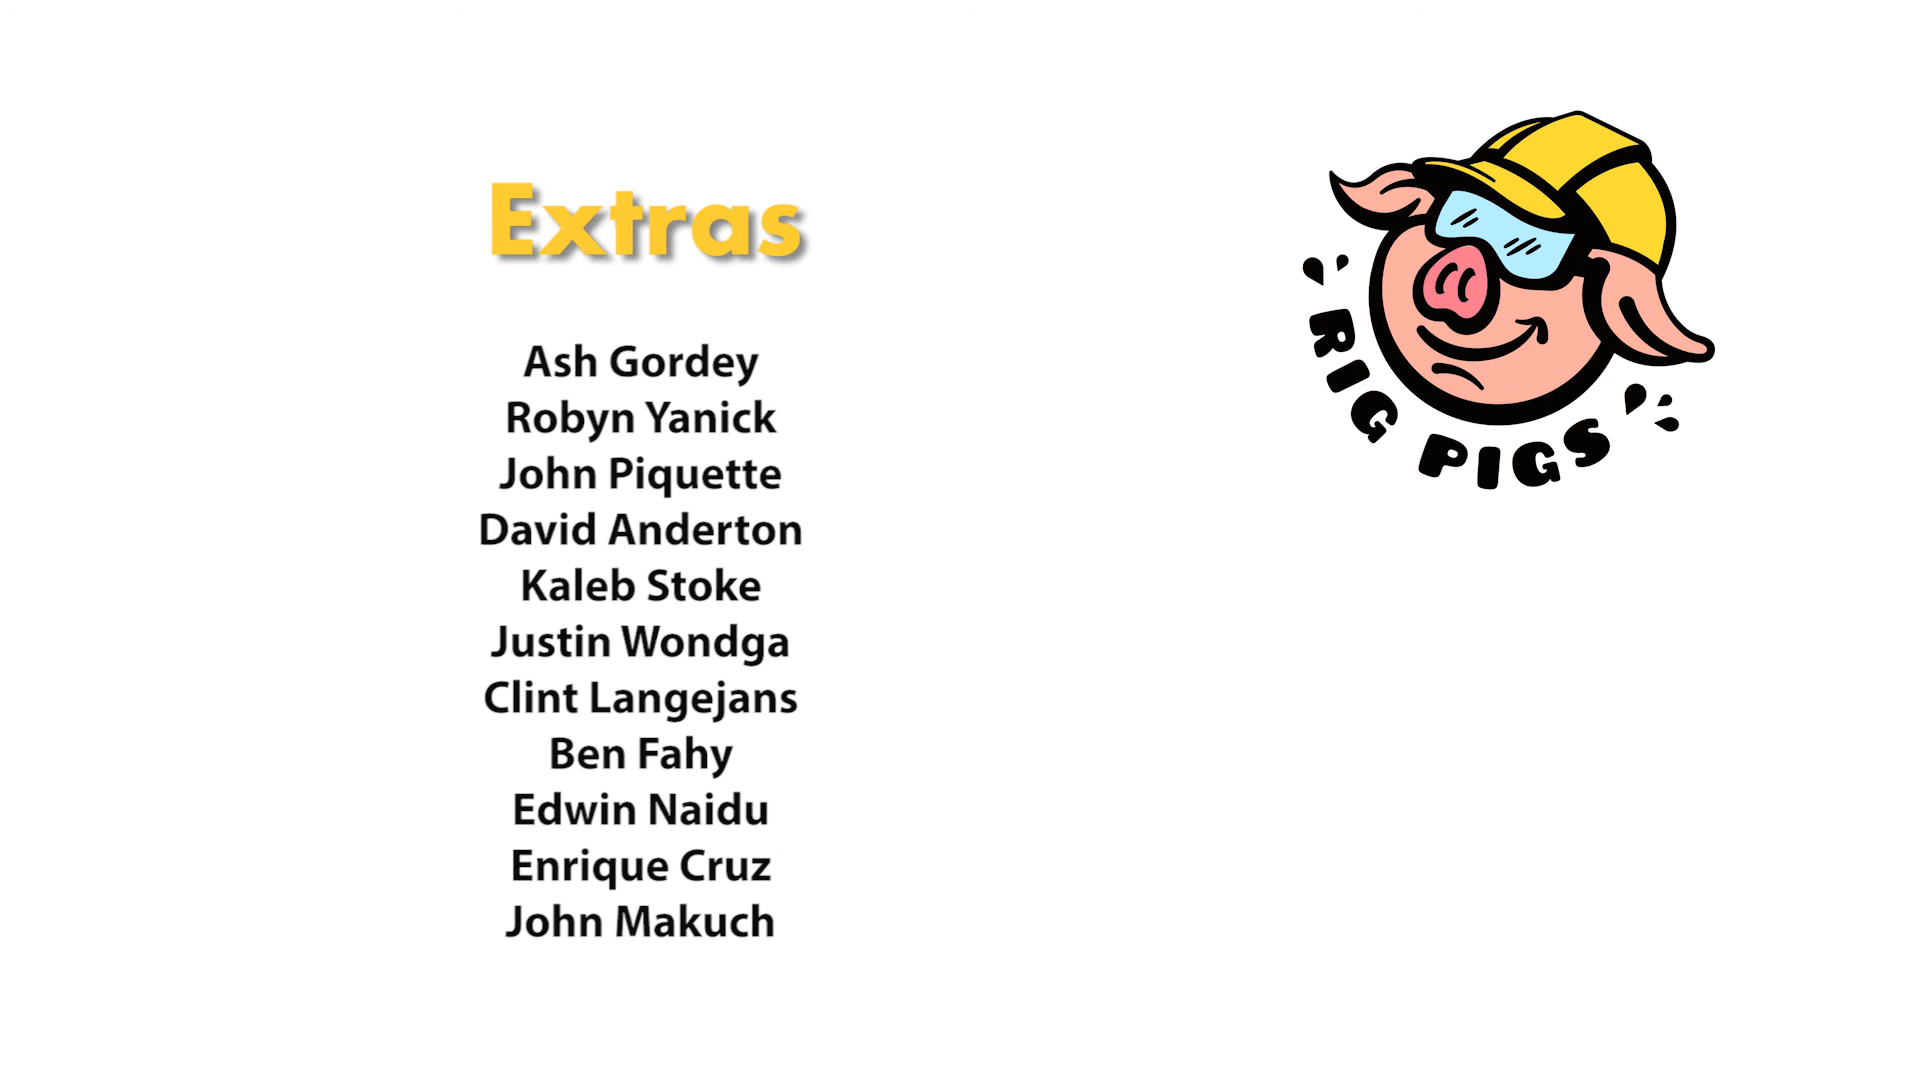 Extras
Ash Gordey
Robyn Yanick
John Piquette
David Anderton
Kaleb Stoke
Justin Wondga
Clint Langejans
Ben Fahy
Edwin Naidu
Enrique Cruz
John Makuch
RIG PIGS